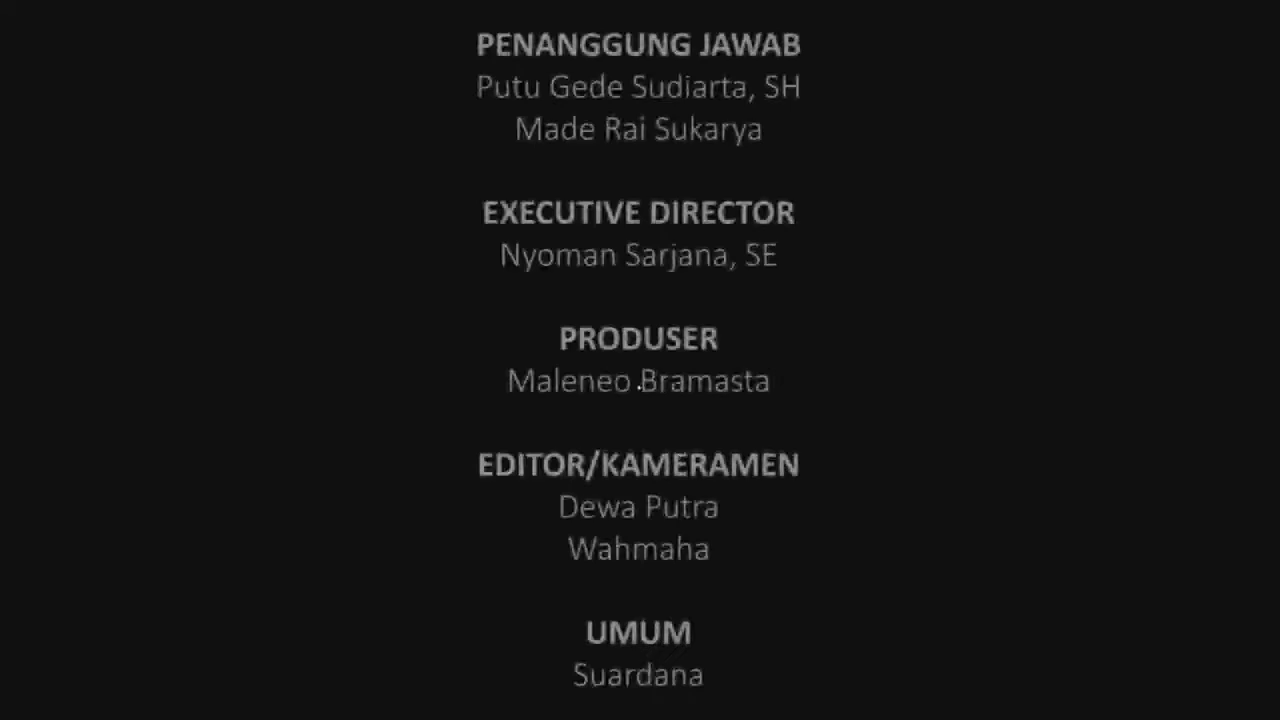 PENANGGUNG JAWAB
Putu Gede Sudiarta, SH
Made Rai Sukarya
EXECUTIVE DIRECTOR
Nyoman Sarjana, SE
PRODUSER
Maleneo Bramasta
EDITOR/KAMERAMEN
Dewa Putra
Wahmaha
UMUM
Suardana